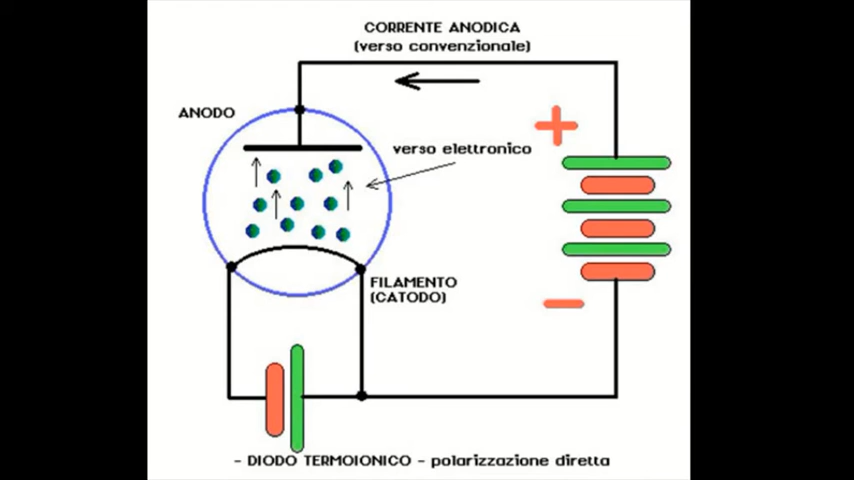 CORRENTE ANODICA
(verso convenzionale)
ANODO
verso elettronico
FILAMENTO
(CATODO)
- DIODO TERMOIONICO - polarizzazione diretta